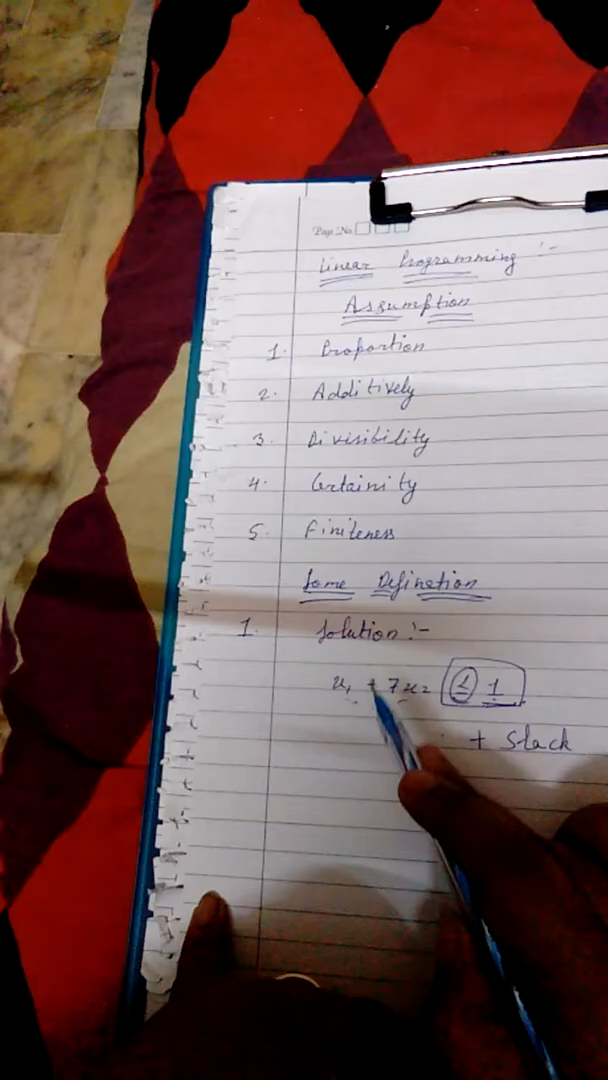 Page No.
Linear Programming :-
Assumption
1. Proportion
2. Additively
3. Divisibility
4. Certainity
5. Finiteness
Some Defination
1. Solution :-
x₁ + 7x₂ ≤ 1
+ Slack